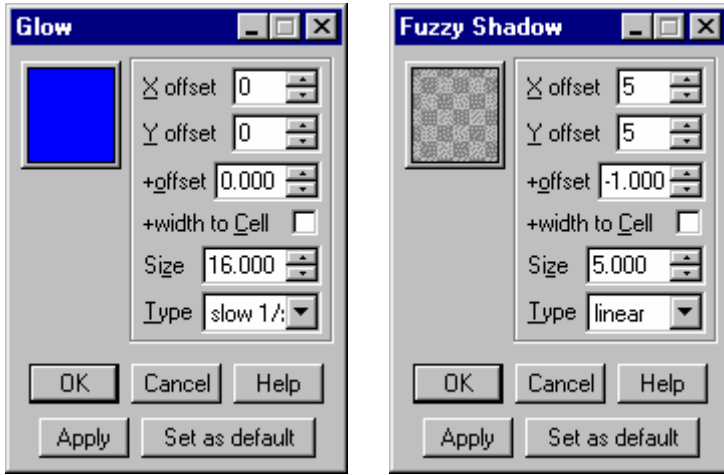 Glow
X offset 0
Y offset 0
+offset 0.000
+width to Cell
Size 16.000
Type slow 1/
OK Cancel Help
Apply Set as default
Fuzzy Shadow
X offset 5
Y offset 5
+offset -1.000
+width to Cell
Size 5.000
Type linear
OK Cancel Help
Apply Set as default